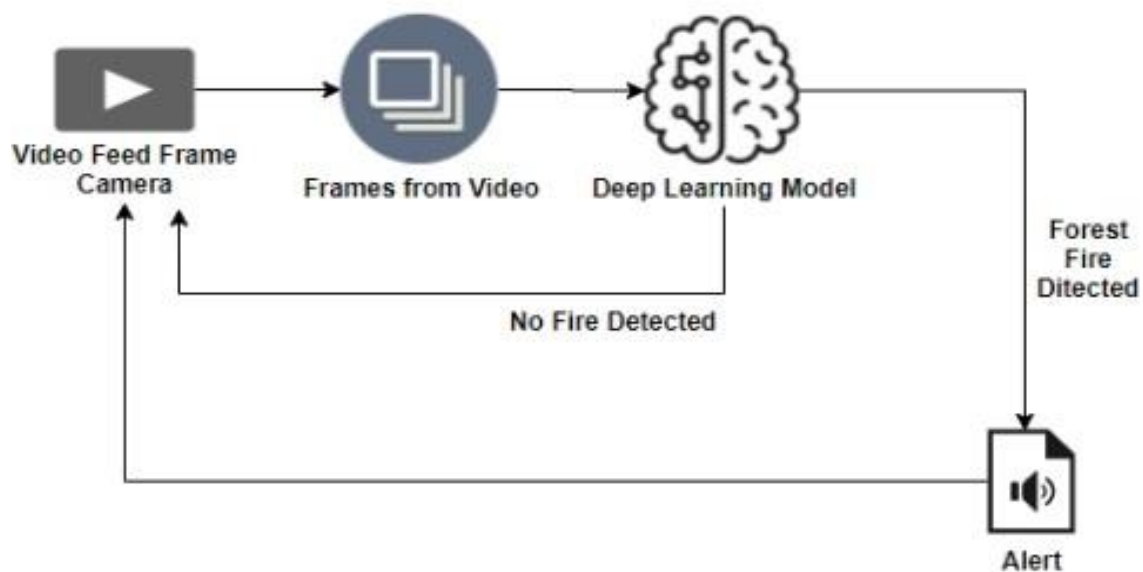 Video Feed Frame
Camera
Frames from Video
Deep Learning Model
Forest
Fire
Ditected
No Fire Detected
Alert